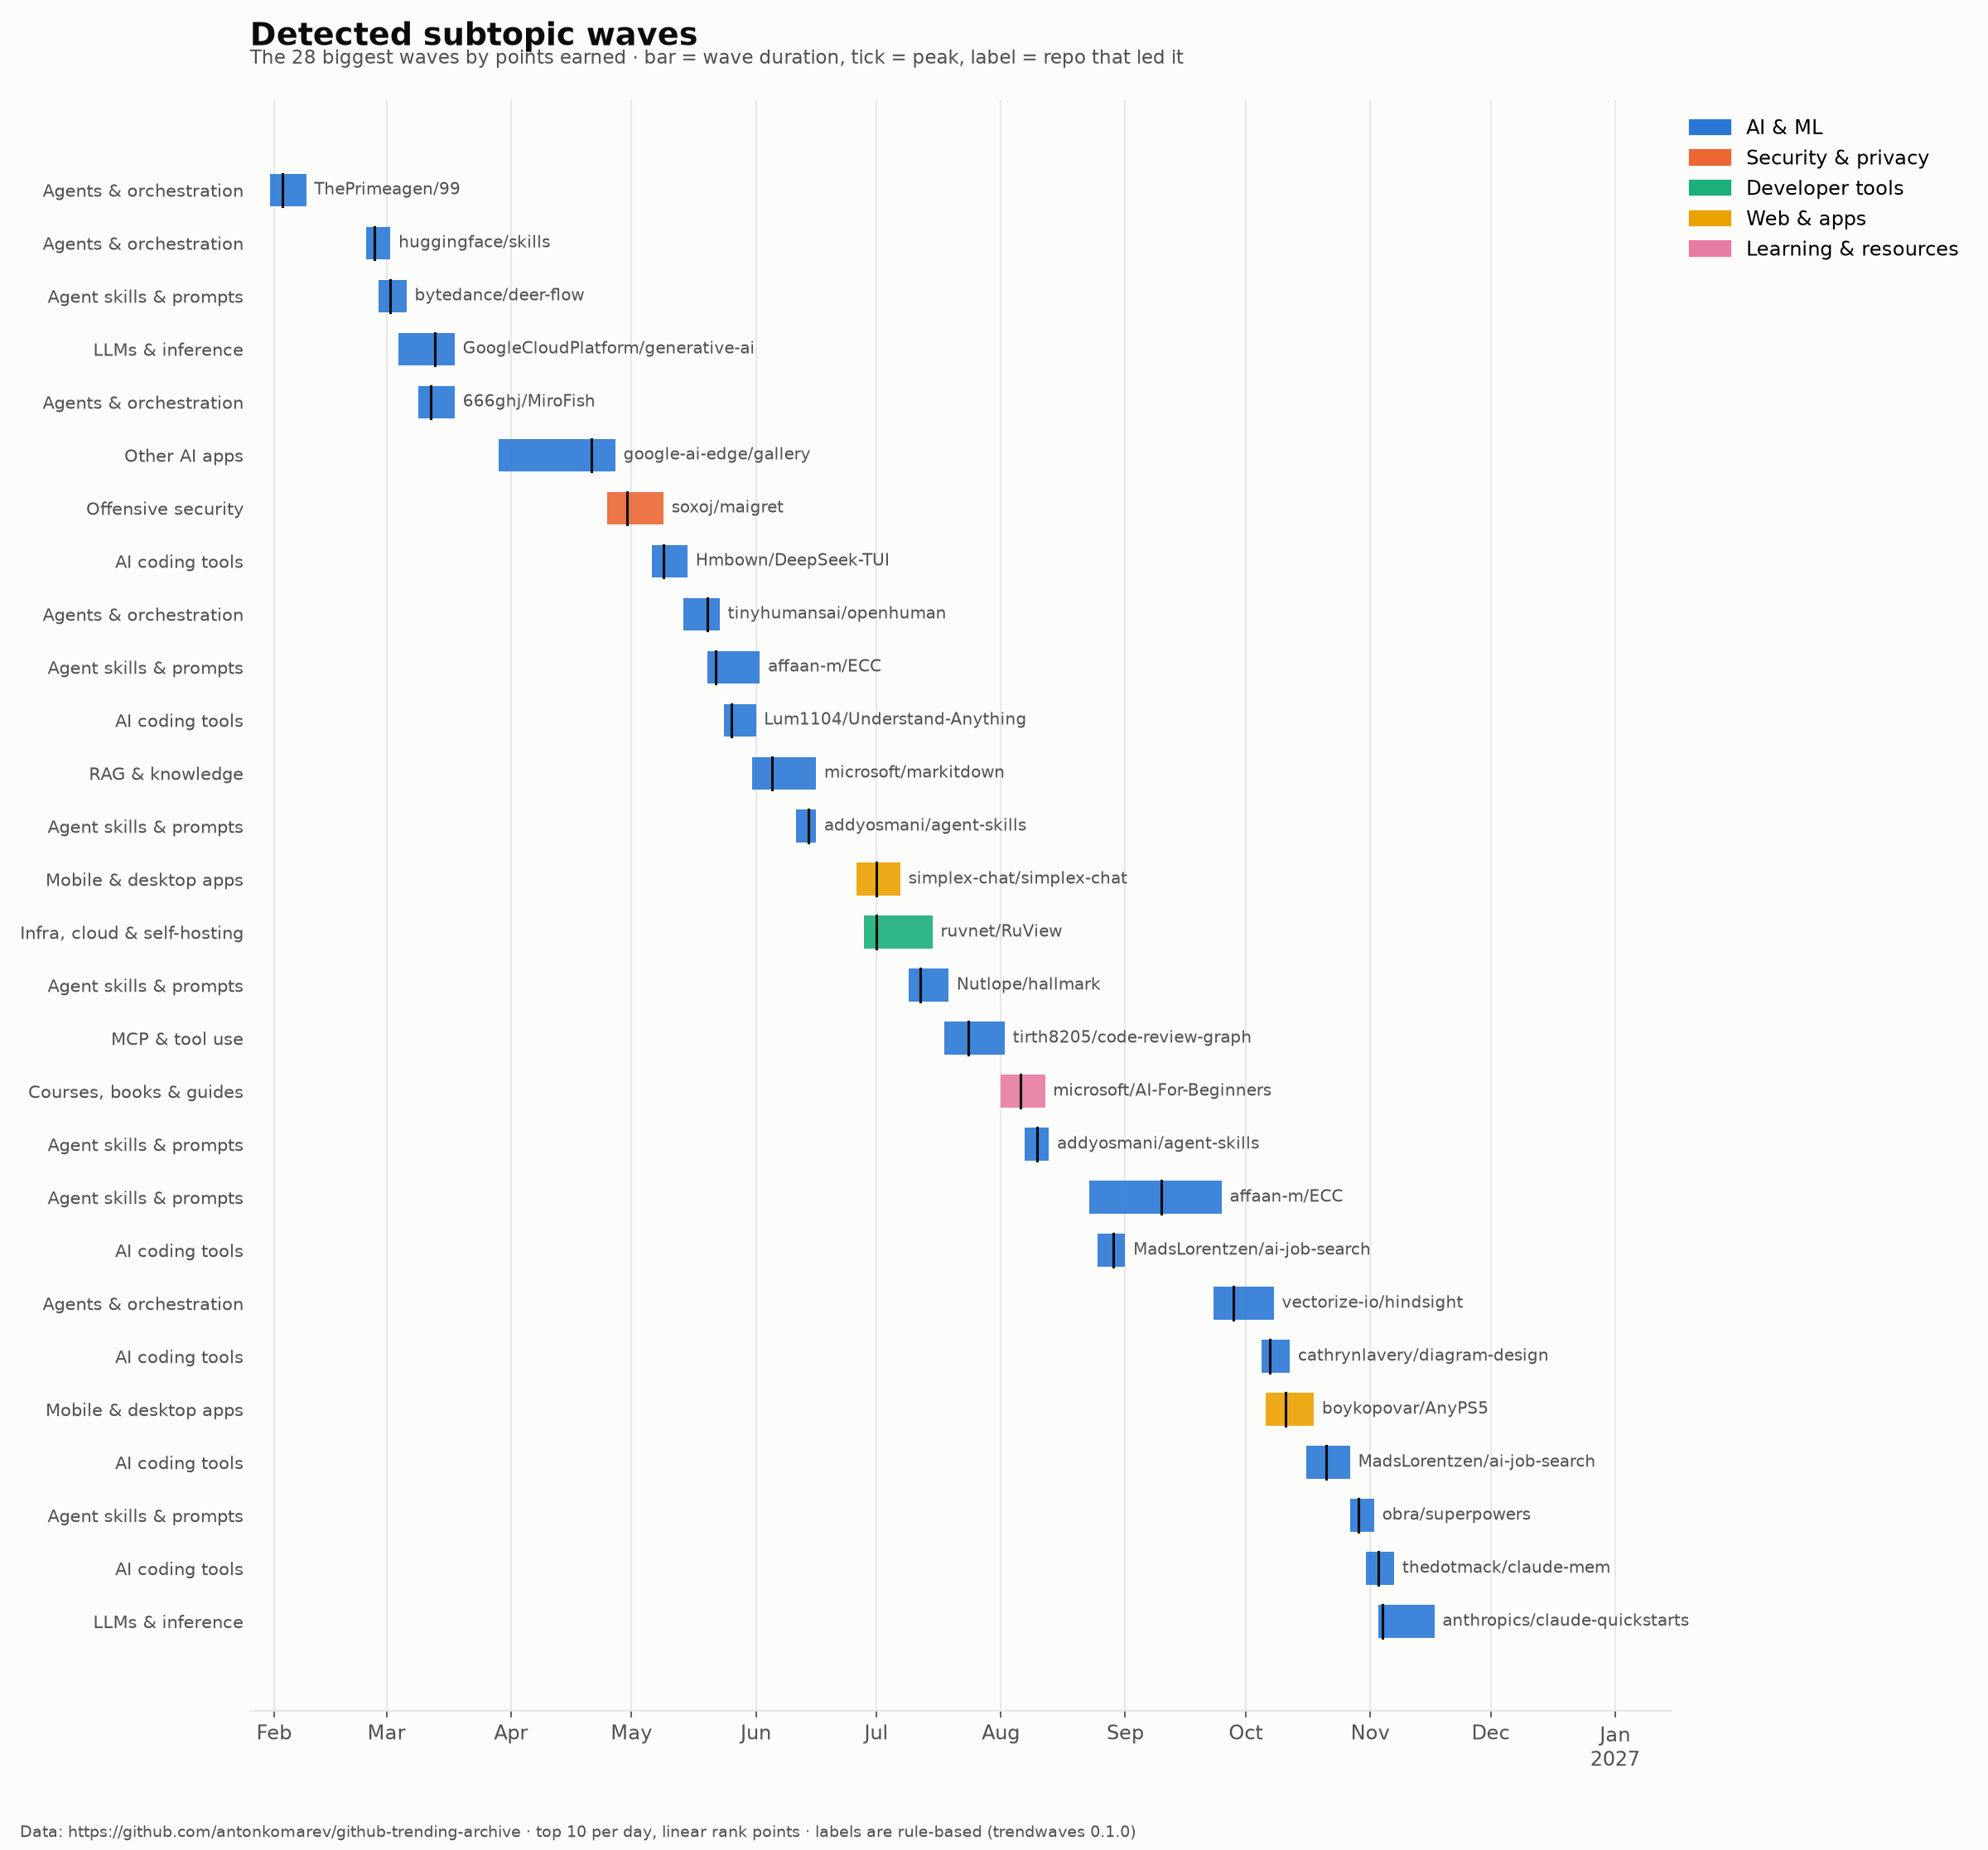 Detected subtopic waves
The 28 biggest waves by points earned · bar = wave duration, tick = peak, label = repo that led it
AI & ML
Security & privacy
Developer tools
Web & apps
Learning & resources
Agents & orchestration ThePrimeagen/99
Agents & orchestration huggingface/skills
Agent skills & prompts bytedance/deer-flow
LLMs & inference GoogleCloudPlatform/generative-ai
Agents & orchestration 666ghj/MiroFish
Other AI apps google-ai-edge/gallery
Offensive security soxoj/maigret
AI coding tools Hmbown/DeepSeek-TUI
Agents & orchestration tinyhumansai/openhuman
Agent skills & prompts affaan-m/ECC
AI coding tools Lum1104/Understand-Anything
RAG & knowledge microsoft/markitdown
Agent skills & prompts addyosmani/agent-skills
Mobile & desktop apps simplex-chat/simplex-chat
Infra, cloud & self-hosting ruvnet/RuView
Agent skills & prompts Nutlope/hallmark
MCP & tool use tirth8205/code-review-graph
Courses, books & guides microsoft/AI-For-Beginners
Agent skills & prompts addyosmani/agent-skills
Agent skills & prompts affaan-m/ECC
AI coding tools MadsLorentzen/ai-job-search
Agents & orchestration vectorize-io/hindsight
AI coding tools cathrynlavery/diagram-design
Mobile & desktop apps boykopovar/AnyPS5
AI coding tools MadsLorentzen/ai-job-search
Agent skills & prompts obra/superpowers
AI coding tools thedotmack/claude-mem
LLMs & inference anthropics/claude-quickstarts
Feb Mar Apr May Jun Jul Aug Sep Oct Nov Dec Jan
2027
Data: https://github.com/antonkomarev/github-trending-archive · top 10 per day, linear rank points · labels are rule-based (trendwaves 0.1.0)